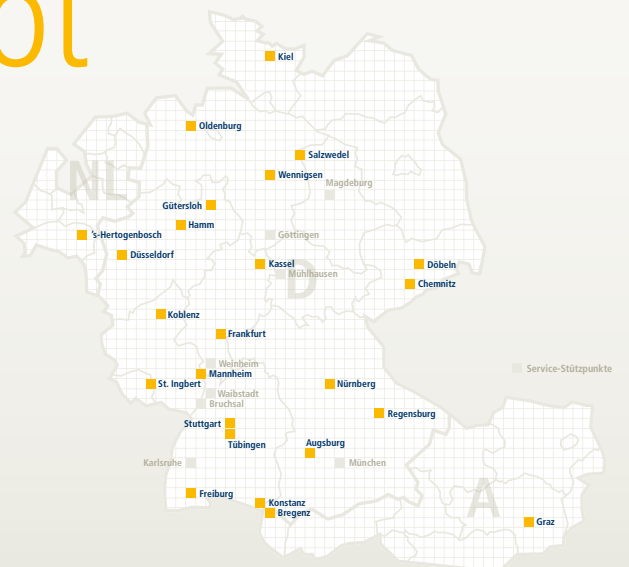 Kiel
Oldenburg
Salzwedel
Wennigsen
Magdeburg
NL
Gütersloh
Hamm
's-Hertogenbosch
Göttingen
Düsseldorf
Kassel
Döbeln
Mühlhausen
D
Chemnitz
Koblenz
Frankfurt
Weinheim
Service-Stützpunkte
Mannheim
St. Ingbert
Nürnberg
Waibstadt
Bruchsal
Regensburg
Stuttgart
Tübingen
Augsburg
Karlsruhe
München
Freiburg
A
Konstanz
Bregenz
Graz